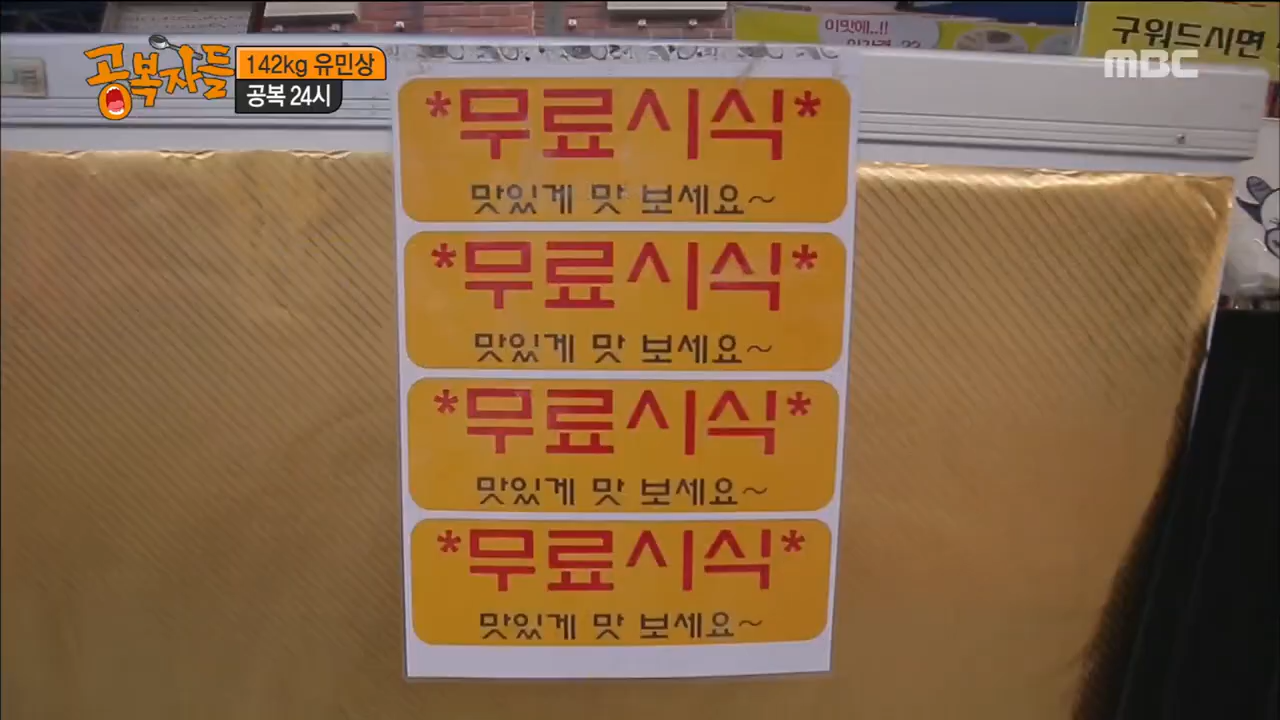 공복자들
142kg 유민상
공복 24시
이맛에..!!
구워드시면
MBC
*무료시식*
맛있게 맛 보세요~
*무료시식*
맛있게 맛 보세요~
*무료시식*
맛있게 맛 보세요~
*무료시식*
맛있게 맛 보세요~